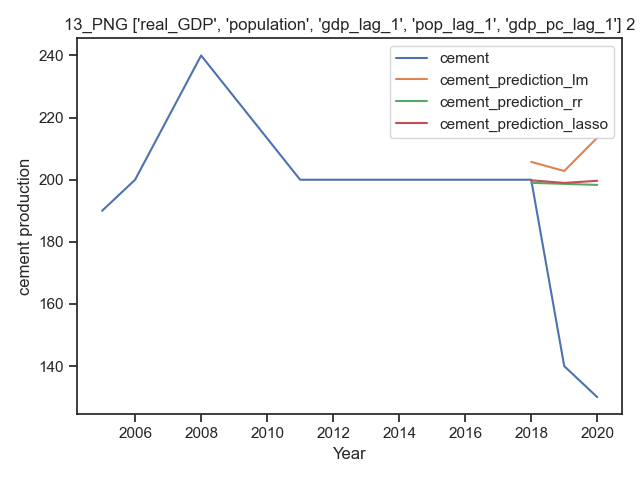 13_PNG ['real_GDP', 'population', 'gdp_lag_1', 'pop_lag_1', 'gdp_pc_lag_1'] 2
cement
cement_prediction_lm
cement_prediction_rr
cement_prediction_lasso
240
220
200
180
160
140
cement production
2006
2008
2010
2012
2014
2016
2018
2020
Year